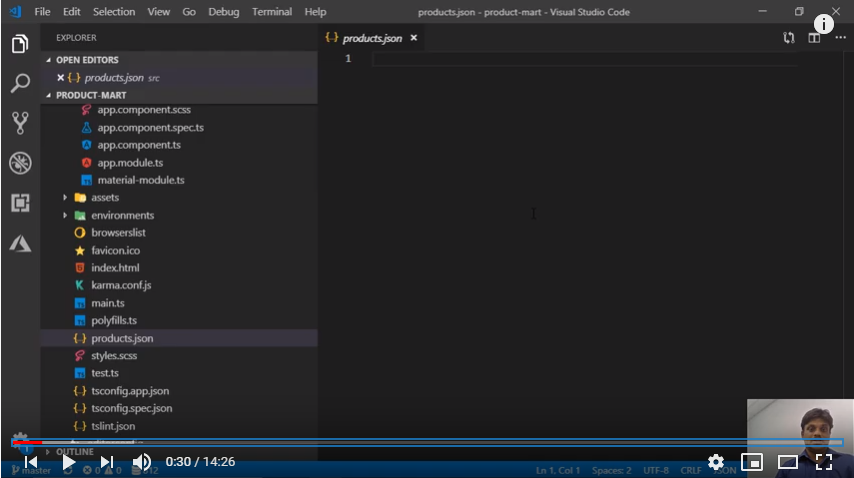 File Edit Selection View Go Debug Terminal Help products.json - product-mart - Visual Studio Code
EXPLORER
{..} products.json
OPEN EDITORS
{..} products.json src
PRODUCT-MART
1
app.component.scss
app.component.spec.ts
app.component.ts
app.module.ts
material-module.ts
assets
environments
browserslist
favicon.ico
index.html
karma.conf.js
main.ts
polyfills.ts
{..} products.json
styles.scss
test.ts
{..} tsconfig.app.json
{..} tsconfig.spec.json
{..} tslint.json
OUTLINE
0:30 / 14:26
master 0 0 Ln 1, Col 1 Spaces: 2 UTF-8 CRLF JSON